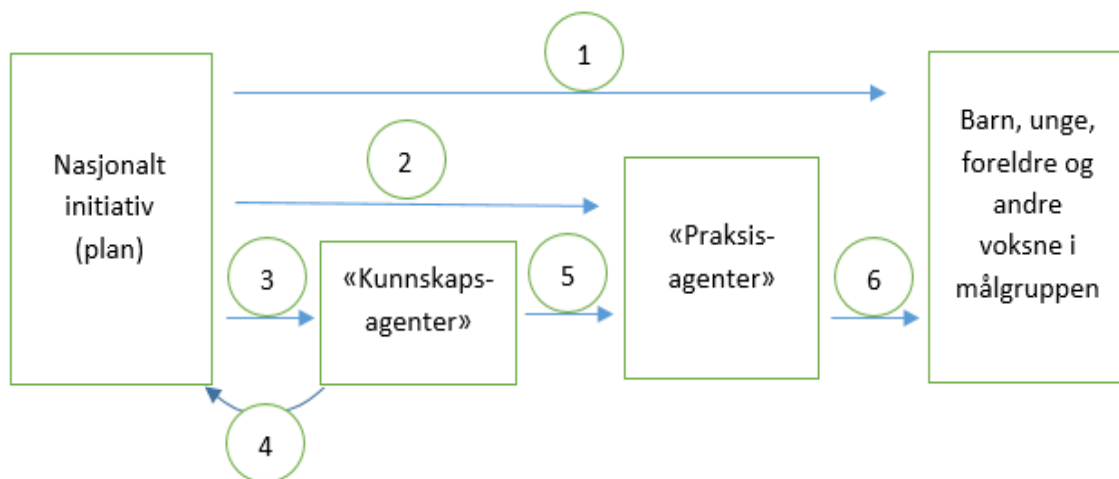 1
2
Nasjonalt
initiativ
(plan)
3
«Kunnskaps-
agenter»
4
5
«Praksis-
agenter»
6
Barn, unge,
foreldre og
andre
voksne i
målgruppen